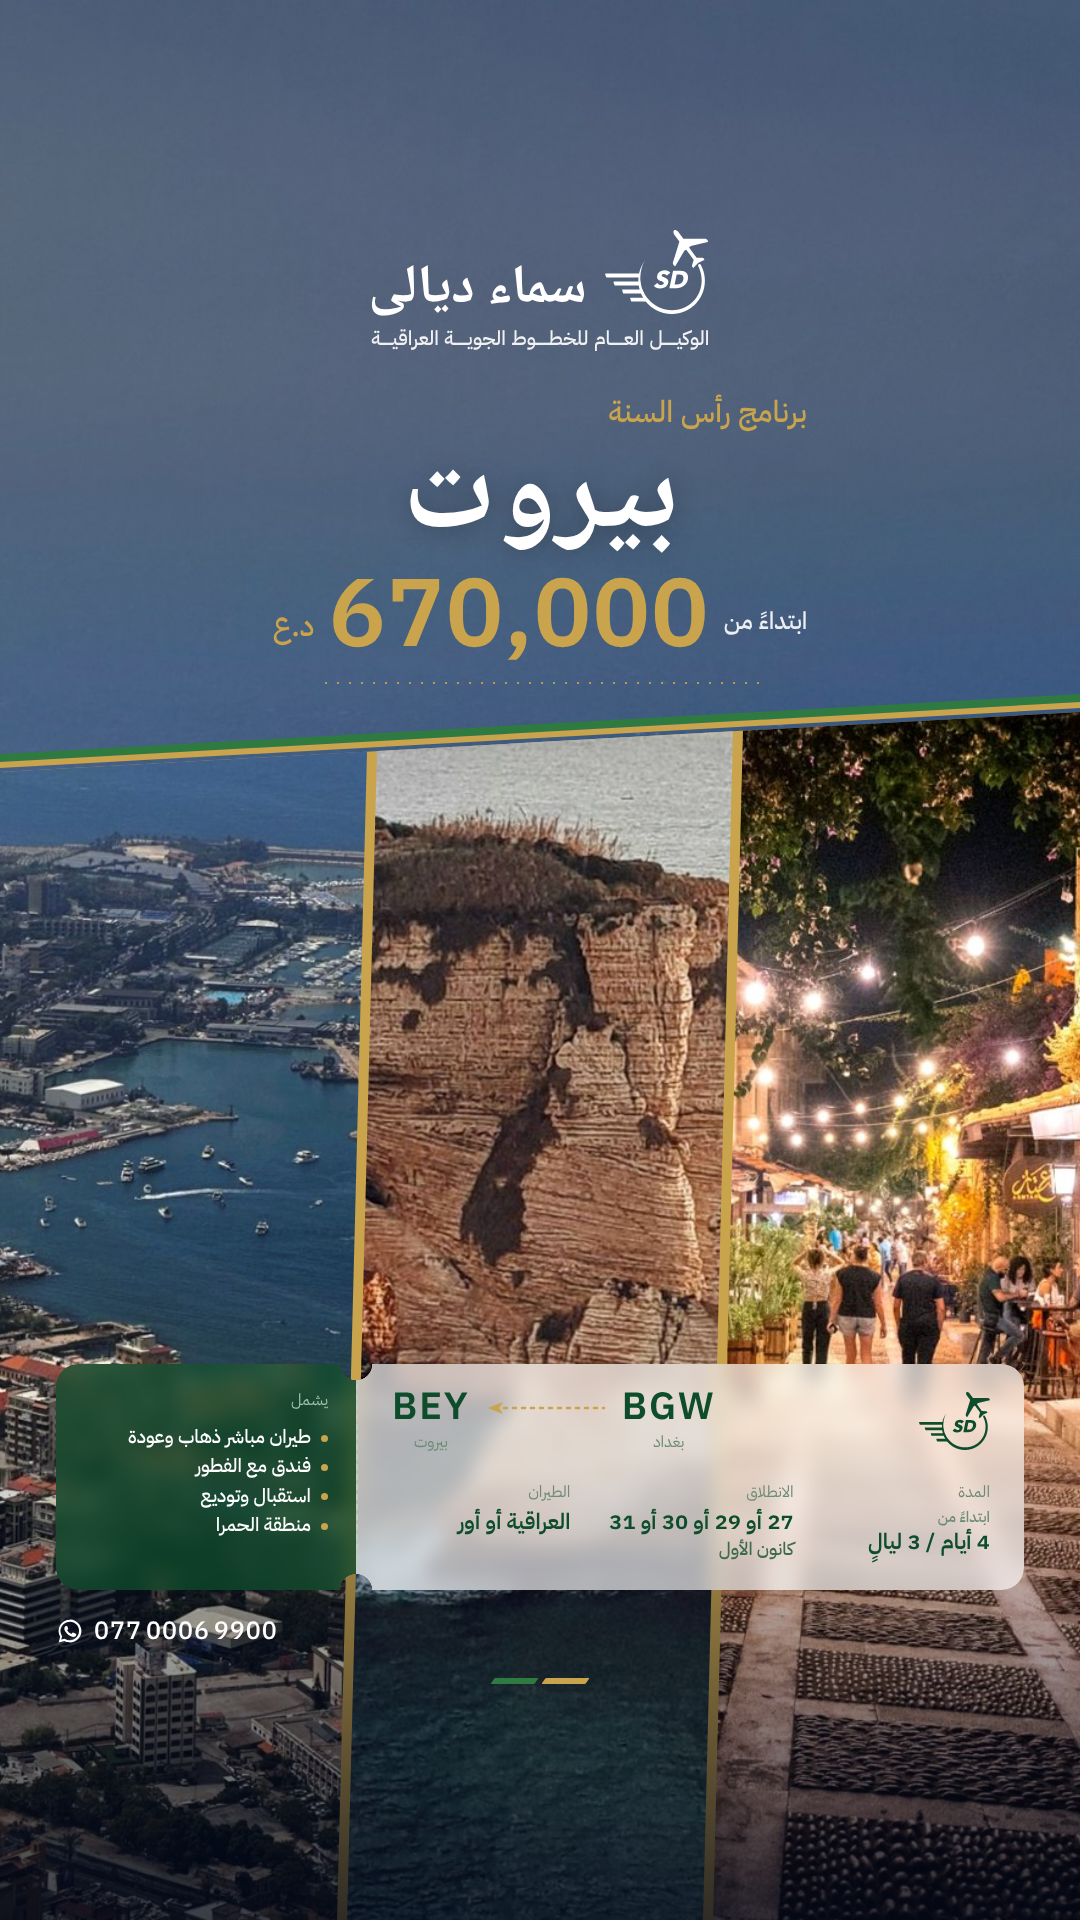 SD
سماء ديالى
الوكيـل العـام للخطـوط الجويـة العراقيـة
برنامج رأس السنة
بيروت
ابتداءً من 670,000 د.ع
SD
BGW
بغداد
BEY
بيروت
المدة
ابتداءً من
4 أيام / 3 ليالٍ
الانطلاق
27 أو 29 أو 30 أو 31
كانون الأول
الطيران
العراقية أو أور
يشمل
طيران مباشر ذهاب وعودة
فندق مع الفطور
استقبال وتوديع
منطقة الحمرا
077 0006 9900